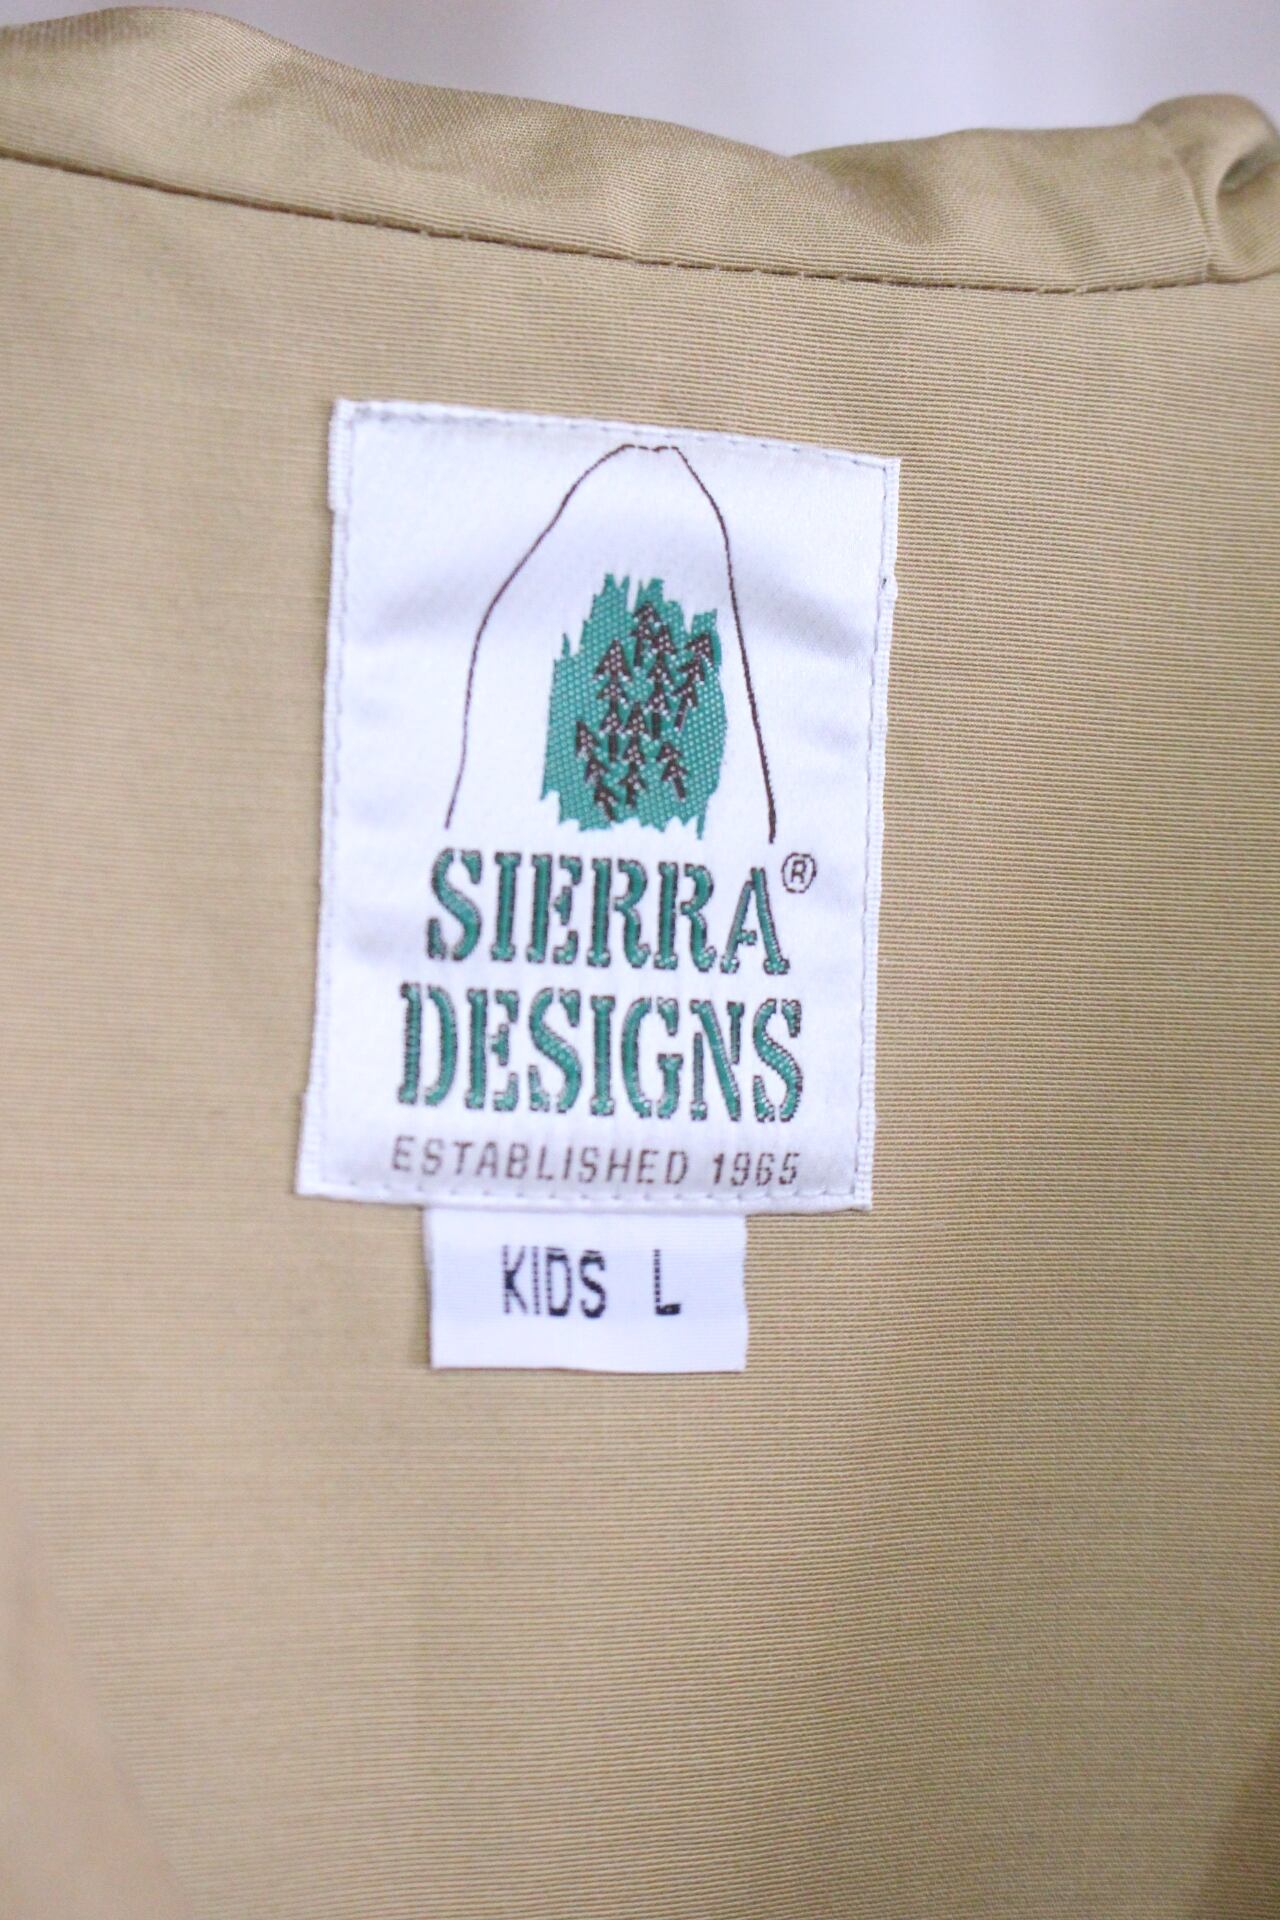 SIERRA®
DESIGNS
ESTABLISHED 1965
KIDS L